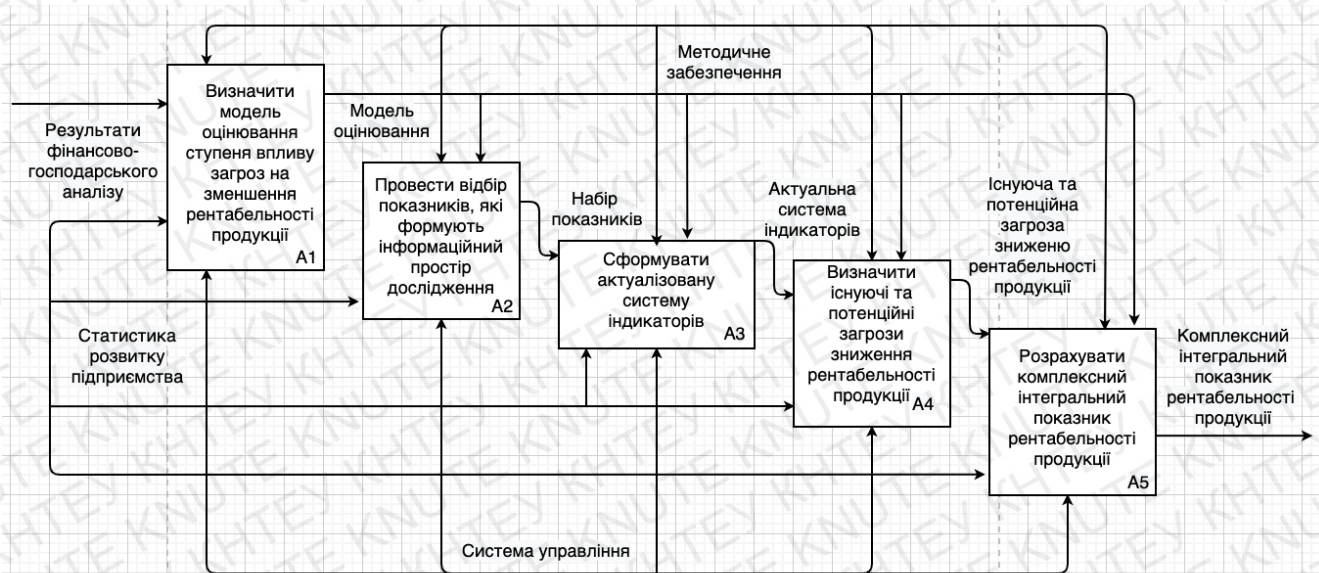 Методичне
забезпечення
Визначити
модель
оцінювання
ступеня впливу
загроз на
зменшення
рентабельності
продукції
A1
Результати
фінансово-
господарського
аналізу
Модель
оцінювання
Провести відбір
показників, які
формують
інформаційний
простір
дослідження
A2
Набір
показників
Сформувати
актуалізовану
систему
індикаторів
A3
Актуальна
система
індикаторів
Визначити
існуючі та
потенційні
загрози
зниження
рентабельності
продукції
A4
Існуюча та
потенційна
загроза
зниженю
рентабельності
продукції
Розрахувати
комплексний
інтегральний
показник
рентабельності
продукції
A5
Комплексний
інтегральний
показник
рентабельності
продукції
Статистика
розвитку
підприємства
Система управління
КНТЕУ KNUTE